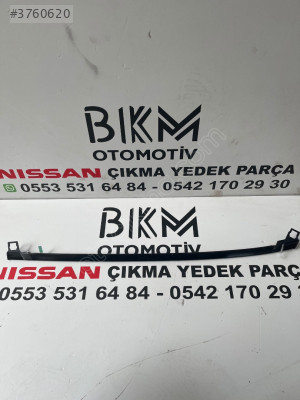 #3760620
BKM
OTOMOTİV
NISSAN ÇIKMA YEDEK PARÇA
0553 531 64 84 - 0542 170 29 30
BKM
OTOMOTİV
NISSAN ÇIKMA YEDEK PARÇA
0553 531 64 84 - 0542 170 29